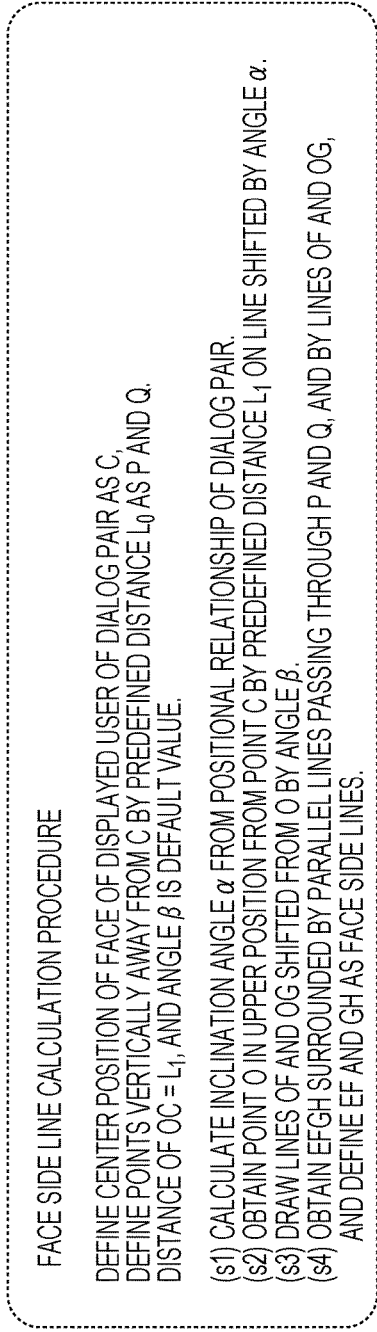 FACE SIDE LINE CALCULATION PROCEDURE
DEFINE CENTER POSITION OF FACE OF DISPLAYED USER OF DIALOG PAIR AS C,
DEFINE POINTS VERTICALLY AWAY FROM C BY PREDEFINED DISTANCE L₀ AS P AND Q.
DISTANCE OF OC = L₁, AND ANGLE β IS DEFAULT VALUE.
(s1) CALCULATE INCLINATION ANGLE α FROM POSITIONAL RELATIONSHIP OF DIALOG PAIR.
(s2) OBTAIN POINT O IN UPPER POSITION FROM POINT C BY PREDEFINED DISTANCE L₁ ON LINE SHIFTED BY ANGLE α.
(s3) DRAW LINES OF AND OG SHIFTED FROM O BY ANGLE β.
(s4) OBTAIN EFGH SURROUNDED BY PARALLEL LINES PASSING THROUGH P AND Q, AND BY LINES OF AND OG,
AND DEFINE EF AND GH AS FACE SIDE LINES.